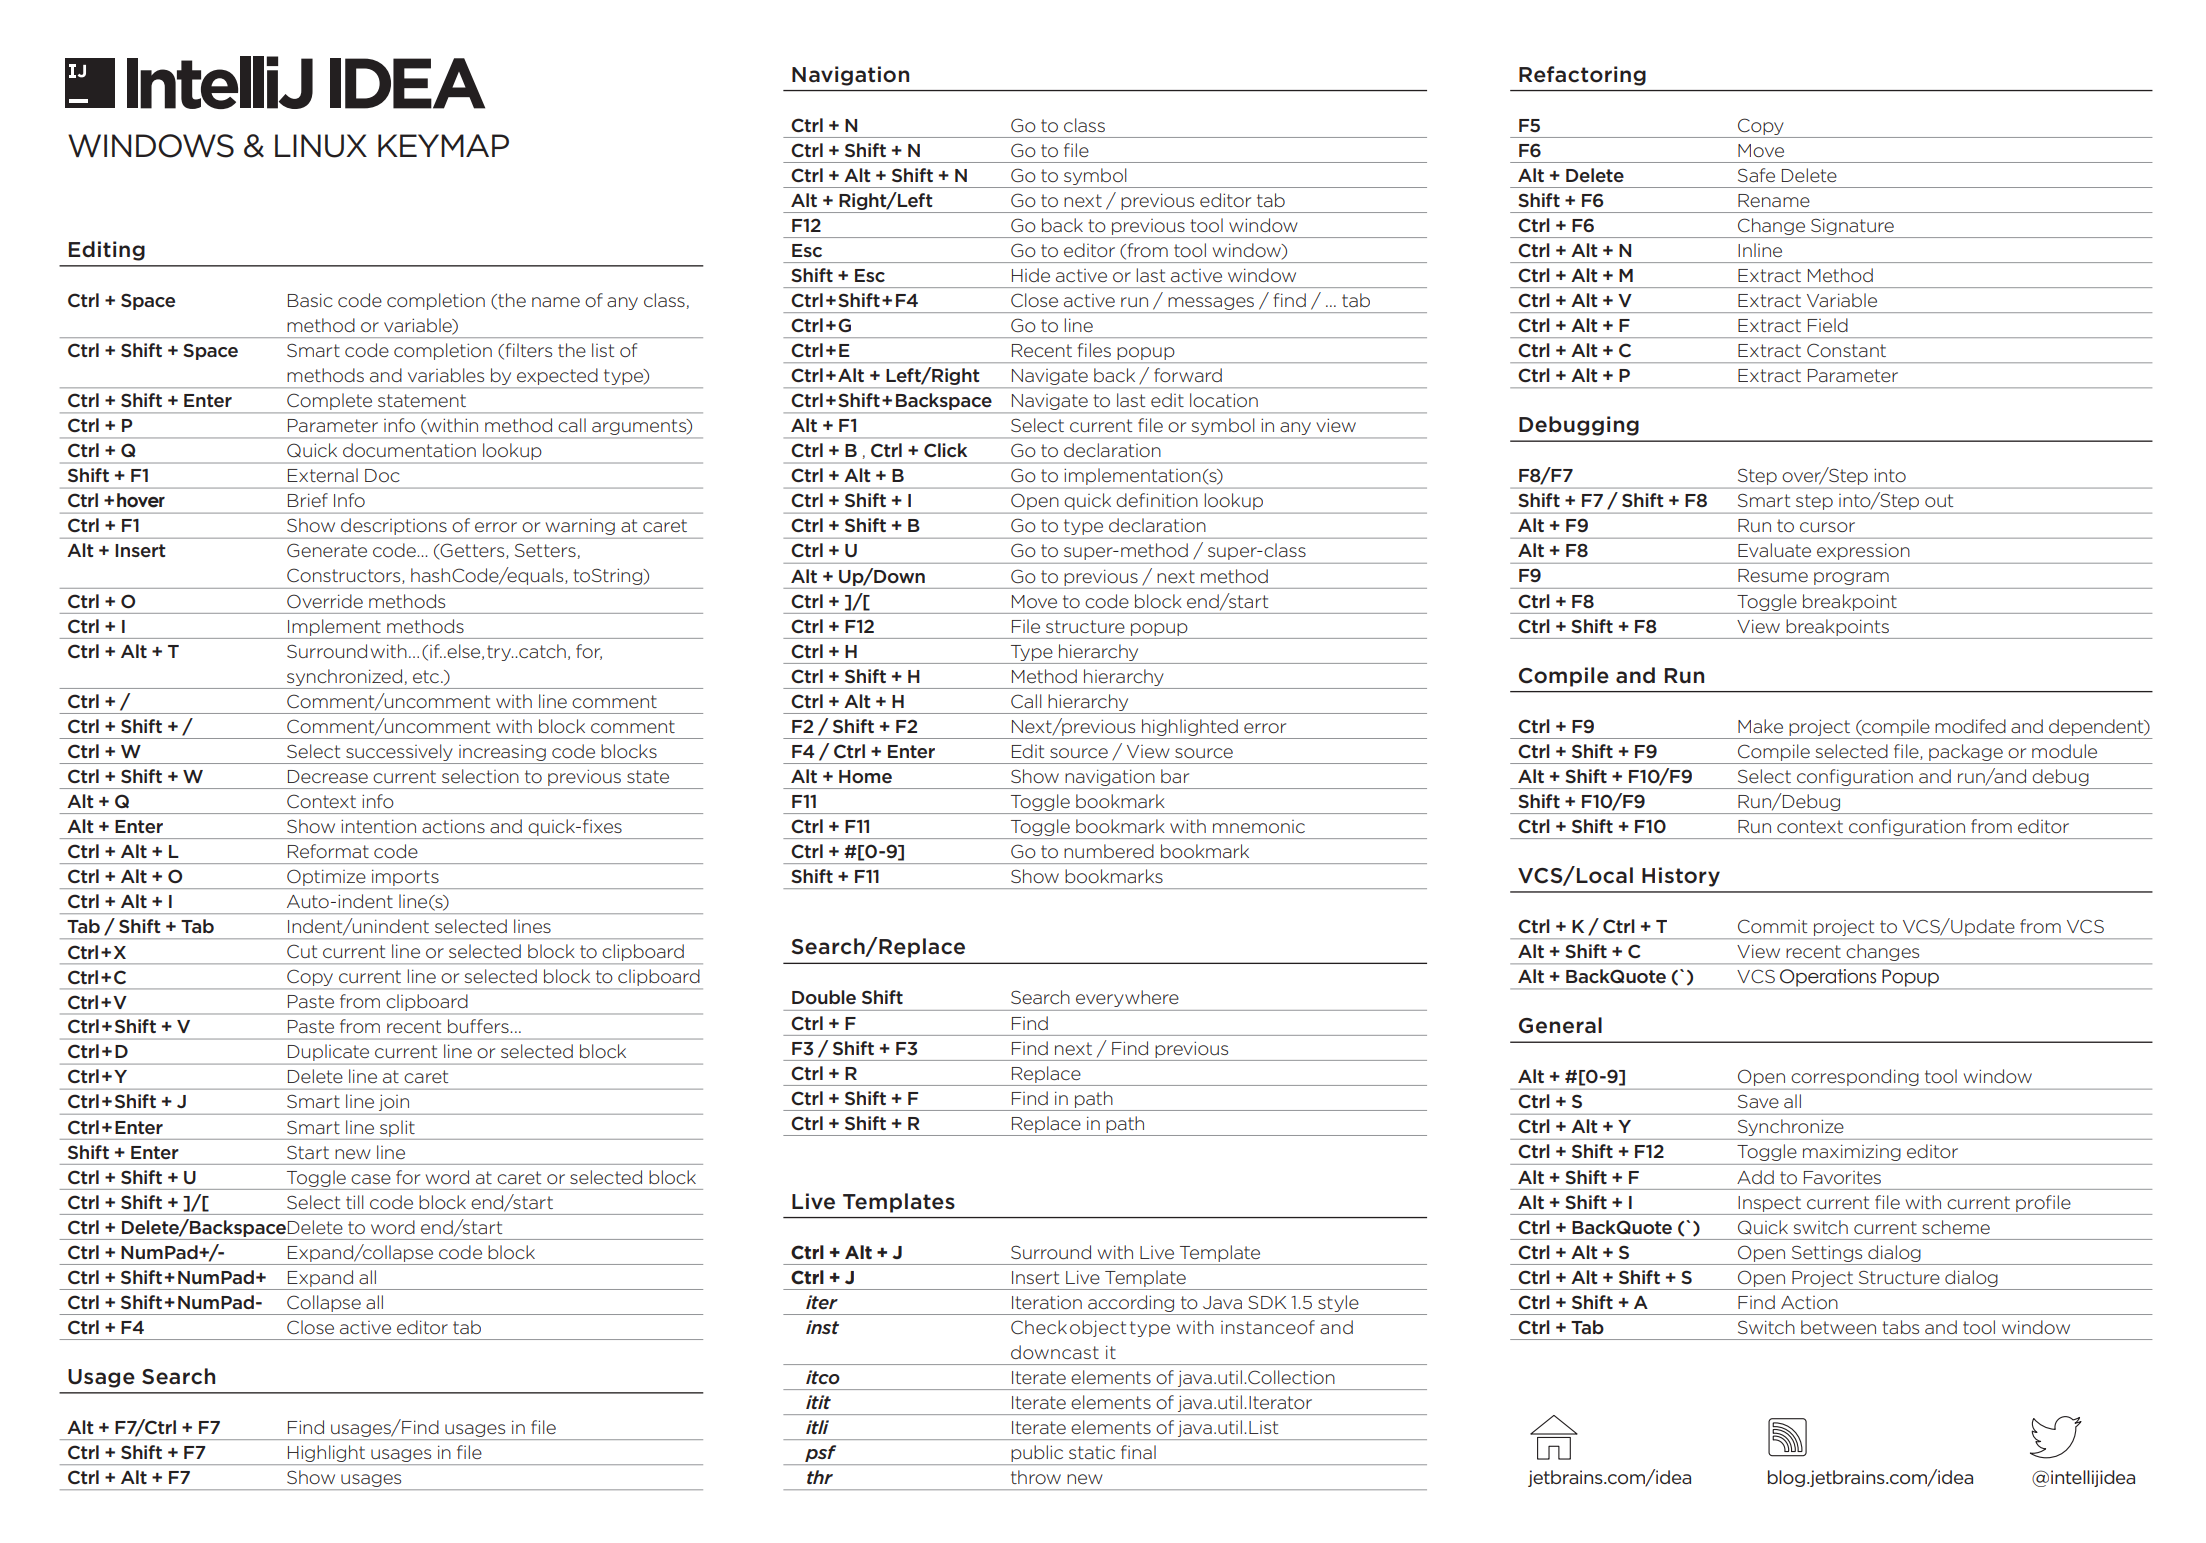 IJ IntelliJ IDEA
WINDOWS & LINUX KEYMAP
Editing
Ctrl + Space Basic code completion (the name of any class,
method or variable)
Ctrl + Shift + Space Smart code completion (filters the list of
methods and variables by expected type)
Ctrl + Shift + Enter Complete statement
Ctrl + P Parameter info (within method call arguments)
Ctrl + Q Quick documentation lookup
Shift + F1 External Doc
Ctrl +hover Brief Info
Ctrl + F1 Show descriptions of error or warning at caret
Alt + Insert Generate code... (Getters, Setters,
Constructors, hashCode/equals, toString)
Ctrl + O Override methods
Ctrl + I Implement methods
Ctrl + Alt + T Surround with... (if..else, try..catch, for,
synchronized, etc.)
Ctrl + / Comment/uncomment with line comment
Ctrl + Shift + / Comment/uncomment with block comment
Ctrl + W Select successively increasing code blocks
Ctrl + Shift + W Decrease current selection to previous state
Alt + Q Context info
Alt + Enter Show intention actions and quick-fixes
Ctrl + Alt + L Reformat code
Ctrl + Alt + O Optimize imports
Ctrl + Alt + I Auto-indent line(s)
Tab / Shift + Tab Indent/unindent selected lines
Ctrl+X Cut current line or selected block to clipboard
Ctrl+C Copy current line or selected block to clipboard
Ctrl+V Paste from clipboard
Ctrl+Shift + V Paste from recent buffers...
Ctrl+D Duplicate current line or selected block
Ctrl+Y Delete line at caret
Ctrl+Shift + J Smart line join
Ctrl+Enter Smart line split
Shift + Enter Start new line
Ctrl + Shift + U Toggle case for word at caret or selected block
Ctrl + Shift + ]/[ Select till code block end/start
Ctrl + Delete/Backspace Delete to word end/start
Ctrl + NumPad+/- Expand/collapse code block
Ctrl + Shift+NumPad+ Expand all
Ctrl + Shift+NumPad- Collapse all
Ctrl + F4 Close active editor tab
Usage Search
Alt + F7/Ctrl + F7 Find usages/Find usages in file
Ctrl + Shift + F7 Highlight usages in file
Ctrl + Alt + F7 Show usages
Navigation
Ctrl + N Go to class
Ctrl + Shift + N Go to file
Ctrl + Alt + Shift + N Go to symbol
Alt + Right/Left Go to next / previous editor tab
F12 Go back to previous tool window
Esc Go to editor (from tool window)
Shift + Esc Hide active or last active window
Ctrl+Shift+F4 Close active run / messages / find / ... tab
Ctrl+G Go to line
Ctrl+E Recent files popup
Ctrl+Alt + Left/Right Navigate back / forward
Ctrl+Shift+Backspace Navigate to last edit location
Alt + F1 Select current file or symbol in any view
Ctrl + B , Ctrl + Click Go to declaration
Ctrl + Alt + B Go to implementation(s)
Ctrl + Shift + I Open quick definition lookup
Ctrl + Shift + B Go to type declaration
Ctrl + U Go to super-method / super-class
Alt + Up/Down Go to previous / next method
Ctrl + ]/[ Move to code block end/start
Ctrl + F12 File structure popup
Ctrl + H Type hierarchy
Ctrl + Shift + H Method hierarchy
Ctrl + Alt + H Call hierarchy
F2 / Shift + F2 Next/previous highlighted error
F4 / Ctrl + Enter Edit source / View source
Alt + Home Show navigation bar
F11 Toggle bookmark
Ctrl + F11 Toggle bookmark with mnemonic
Ctrl + #[0-9] Go to numbered bookmark
Shift + F11 Show bookmarks
Search/Replace
Double Shift Search everywhere
Ctrl + F Find
F3 / Shift + F3 Find next / Find previous
Ctrl + R Replace
Ctrl + Shift + F Find in path
Ctrl + Shift + R Replace in path
Live Templates
Ctrl + Alt + J Surround with Live Template
Ctrl + J Insert Live Template
iter Iteration according to Java SDK 1.5 style
inst Check object type with instanceof and
downcast it
itco Iterate elements of java.util.Collection
itit Iterate elements of java.util.Iterator
itli Iterate elements of java.util.List
psf public static final
thr throw new
Refactoring
F5 Copy
F6 Move
Alt + Delete Safe Delete
Shift + F6 Rename
Ctrl + F6 Change Signature
Ctrl + Alt + N Inline
Ctrl + Alt + M Extract Method
Ctrl + Alt + V Extract Variable
Ctrl + Alt + F Extract Field
Ctrl + Alt + C Extract Constant
Ctrl + Alt + P Extract Parameter
Debugging
F8/F7 Step over/Step into
Shift + F7 / Shift + F8 Smart step into/Step out
Alt + F9 Run to cursor
Alt + F8 Evaluate expression
F9 Resume program
Ctrl + F8 Toggle breakpoint
Ctrl + Shift + F8 View breakpoints
Compile and Run
Ctrl + F9 Make project (compile modifed and dependent)
Ctrl + Shift + F9 Compile selected file, package or module
Alt + Shift + F10/F9 Select configuration and run/and debug
Shift + F10/F9 Run/Debug
Ctrl + Shift + F10 Run context configuration from editor
VCS/Local History
Ctrl + K / Ctrl + T Commit project to VCS/Update from VCS
Alt + Shift + C View recent changes
Alt + BackQuote (`) VCS Operations Popup
General
Alt + #[0-9] Open corresponding tool window
Ctrl + S Save all
Ctrl + Alt + Y Synchronize
Ctrl + Shift + F12 Toggle maximizing editor
Alt + Shift + F Add to Favorites
Alt + Shift + I Inspect current file with current profile
Ctrl + BackQuote (`) Quick switch current scheme
Ctrl + Alt + S Open Settings dialog
Ctrl + Alt + Shift + S Open Project Structure dialog
Ctrl + Shift + A Find Action
Ctrl + Tab Switch between tabs and tool window
jetbrains.com/idea blog.jetbrains.com/idea @intellijidea